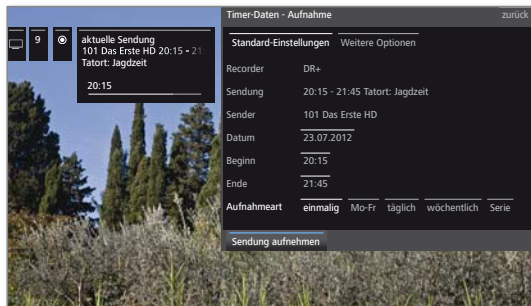 9
aktuelle Sendung
101 Das Erste HD 20:15 - 21:
Tatort: Jagdzeit
20:15
Timer-Daten - Aufnahme zurück
Standard-Einstellungen Weitere Optionen
Recorder DR+
Sendung 20:15 - 21:45 Tatort: Jagdzeit
Sender 101 Das Erste HD
Datum 23.07.2012
Beginn 20:15
Ende 21:45
Aufnahmeart einmalig Mo-Fr täglich wöchentlich Serie
Sendung aufnehmen